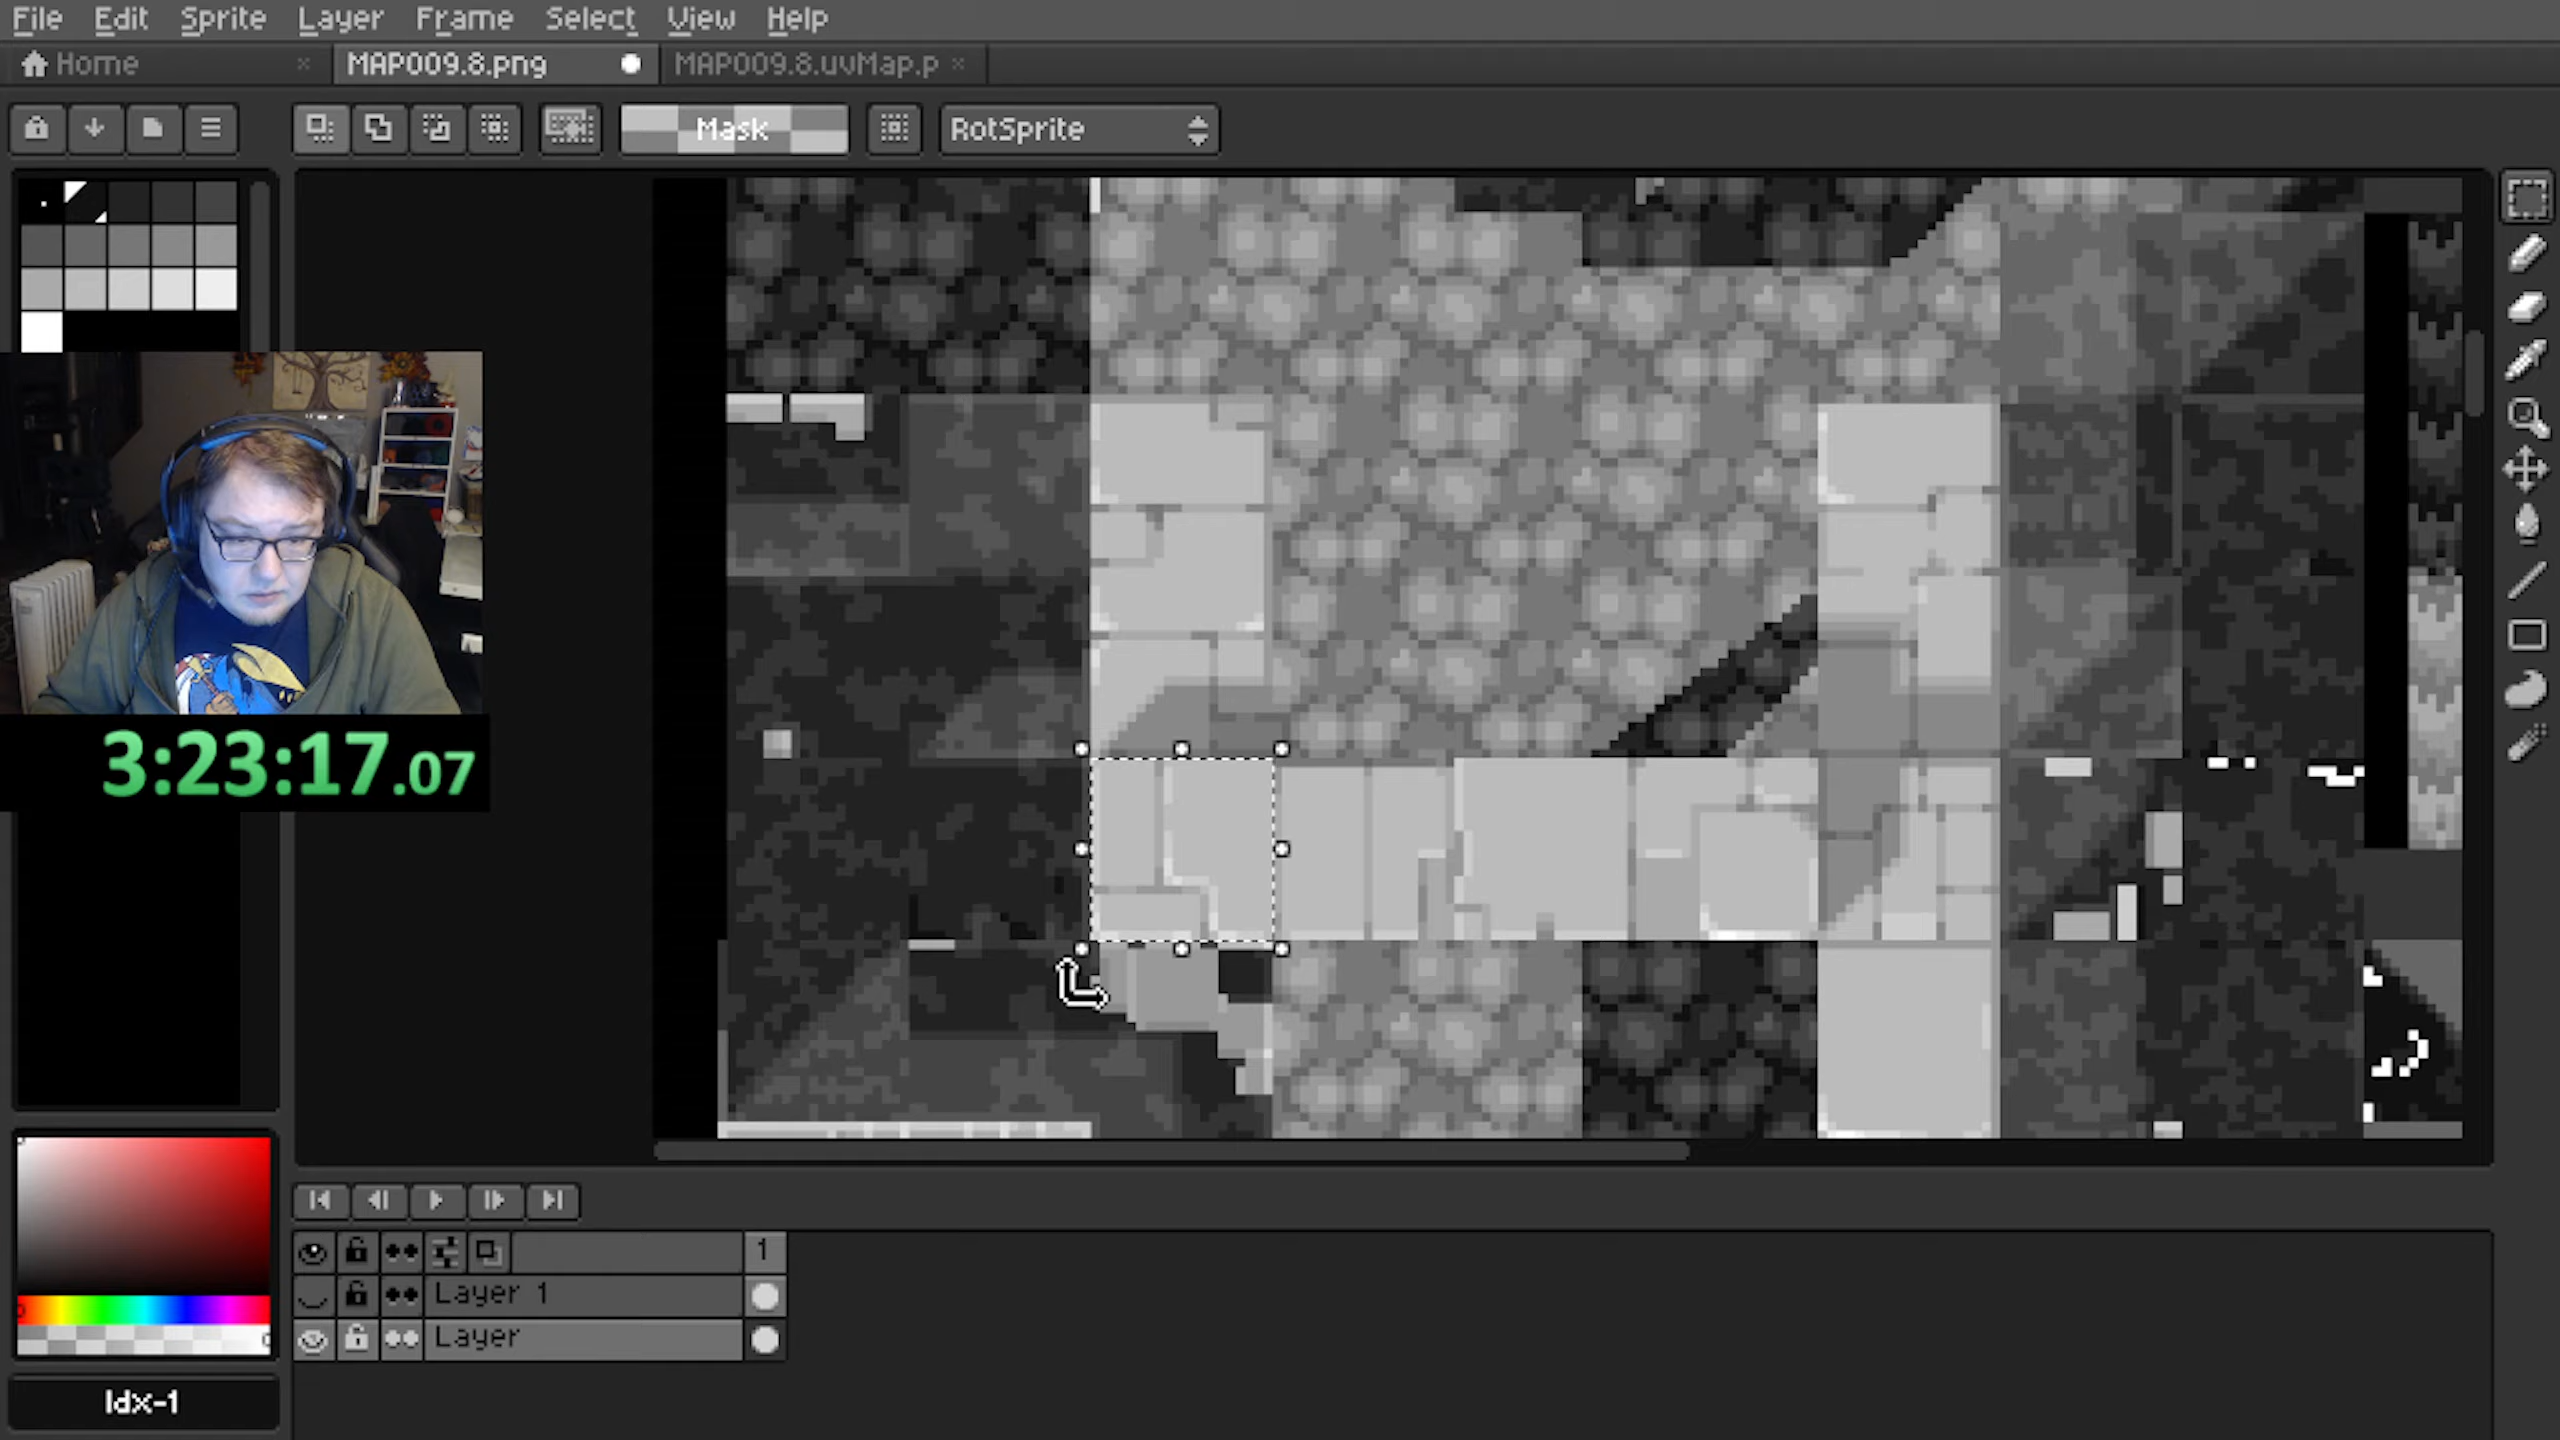 File Edit Sprite Layer Frame Select View Help
Home MAP009.8.png MAP009.8.uvMap.p
Mask RotSprite
3:23:17.07
1
Layer 1
Layer
Idx-1